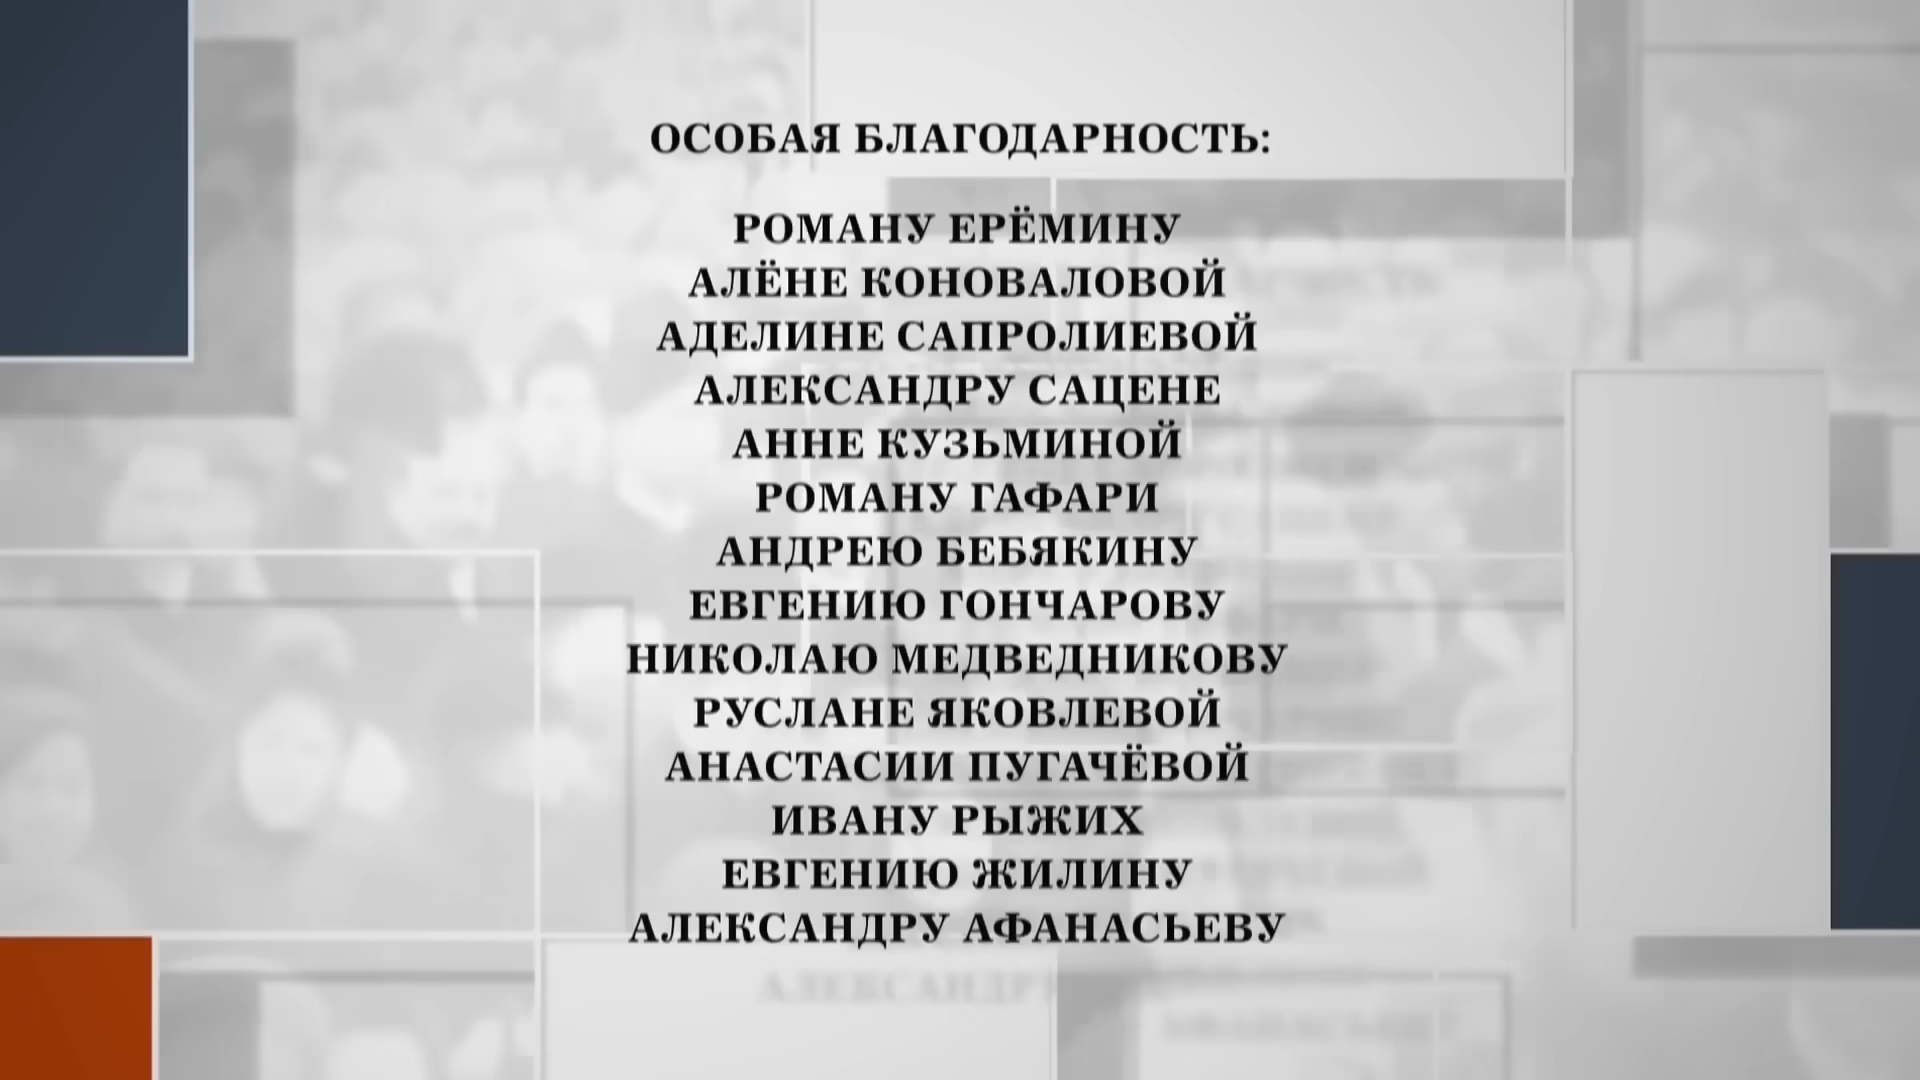 ОСОБАЯ БЛАГОДАРНОСТЬ:
РОМАНУ ЕРЁМИНУ
АЛЁНЕ КОНОВАЛОВОЙ
АДЕЛИНЕ САПРОЛИЕВОЙ
АЛЕКСАНДРУ САЦЕНЕ
АННЕ КУЗЬМИНОЙ
РОМАНУ ГАФАРИ
АНДРЕЮ БЕБЯКИНУ
ЕВГЕНИЮ ГОНЧАРОВУ
НИКОЛАЮ МЕДВЕДНИКОВУ
РУСЛАНЕ ЯКОВЛЕВОЙ
АНАСТАСИИ ПУГАЧЁВОЙ
ИВАНУ РЫЖИХ
ЕВГЕНИЮ ЖИЛИНУ
АЛЕКСАНДРУ АФАНАСЬЕВУ